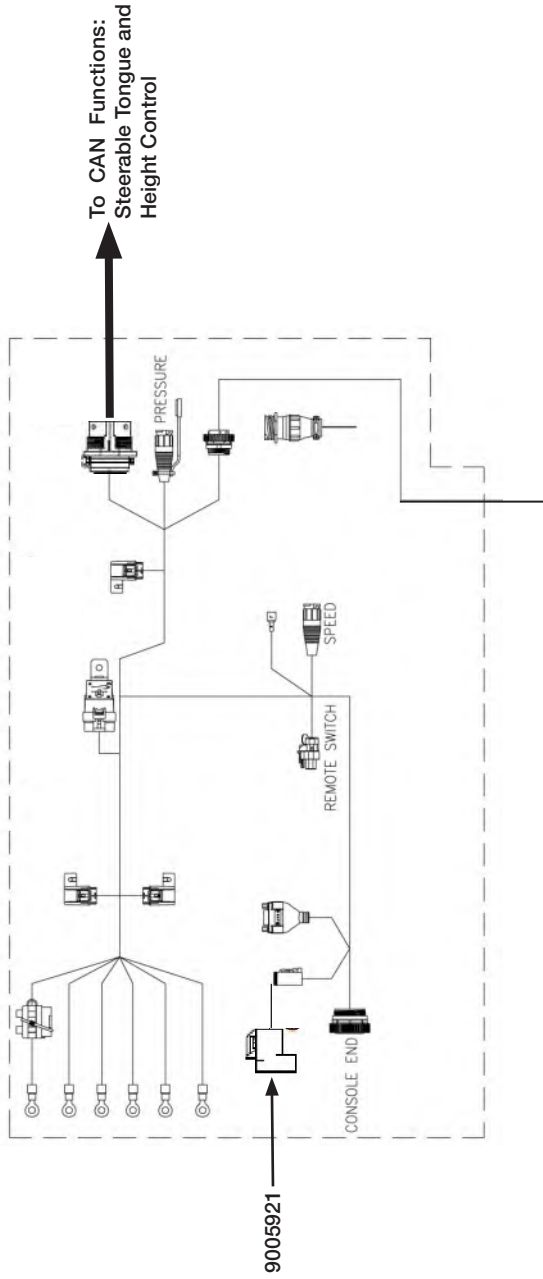 To CAN Functions:
Steerable Tongue and
Height Control
PRESSURE
SPEED
REMOTE SWITCH
CONSOLE END
9005921